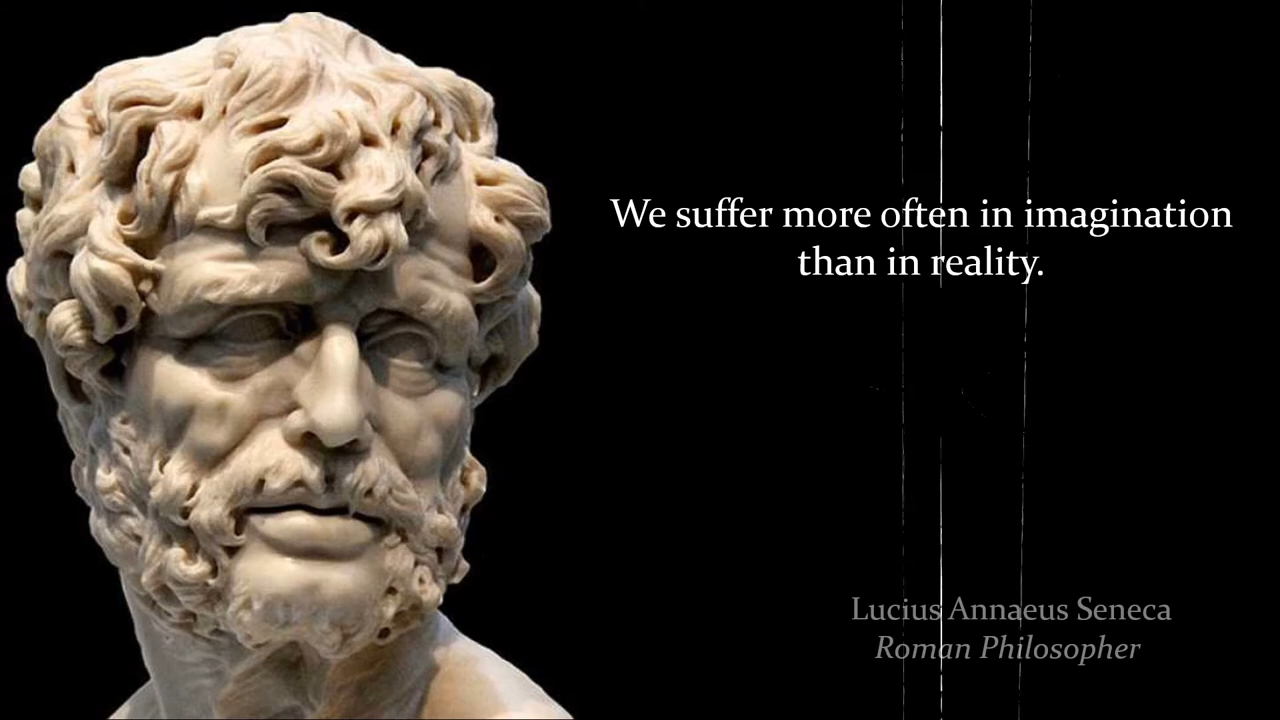 We suffer more often in imagination
than in reality.
Lucius Annaeus Seneca
Roman Philosopher